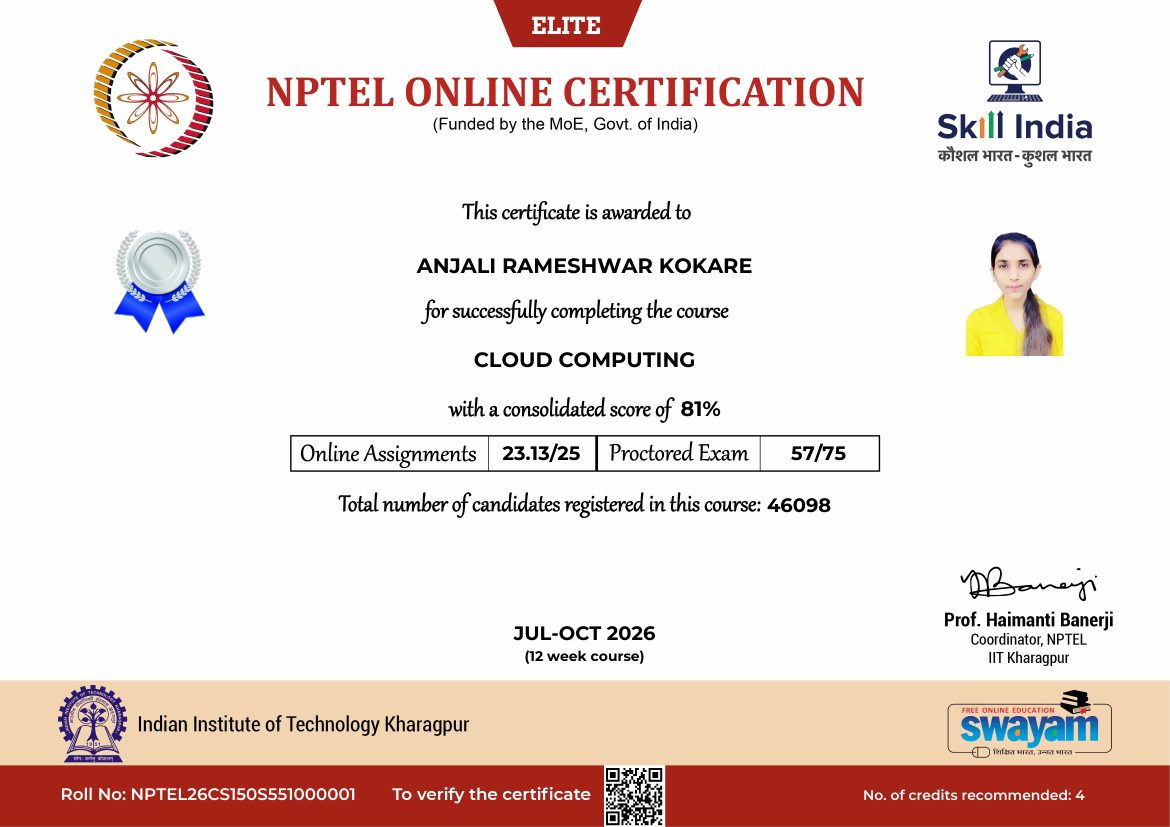 ELITE
NPTEL ONLINE CERTIFICATION
(Funded by the MoE, Govt. of India)
Skill India
कौशल भारत - कुशल भारत
This certificate is awarded to
ANJALI RAMESHWAR KOKARE
for successfully completing the course
CLOUD COMPUTING
with a consolidated score of 81%
Online Assignments 23.13/25 Proctored Exam 57/75
Total number of candidates registered in this course: 46098
JUL-OCT 2026
(12 week course)
Prof. Haimanti Banerji
Coordinator, NPTEL
IIT Kharagpur
Indian Institute of Technology Kharagpur
FREE ONLINE EDUCATION
swayam
शिक्षित भारत, उन्नत भारत
Roll No: NPTEL26CS150S551000001 To verify the certificate No. of credits recommended: 4